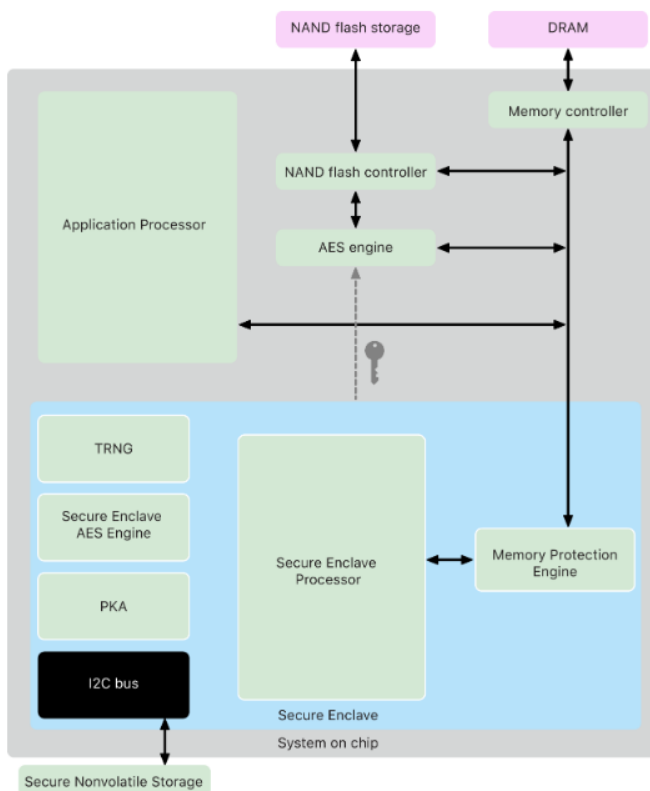 NAND flash storage
DRAM
Memory controller
NAND flash controller
Application Processor
AES engine
TRNG
Secure Enclave
AES Engine
Secure Enclave
Processor
Memory Protection
Engine
PKA
I2C bus
Secure Enclave
System on chip
Secure Nonvolatile Storage